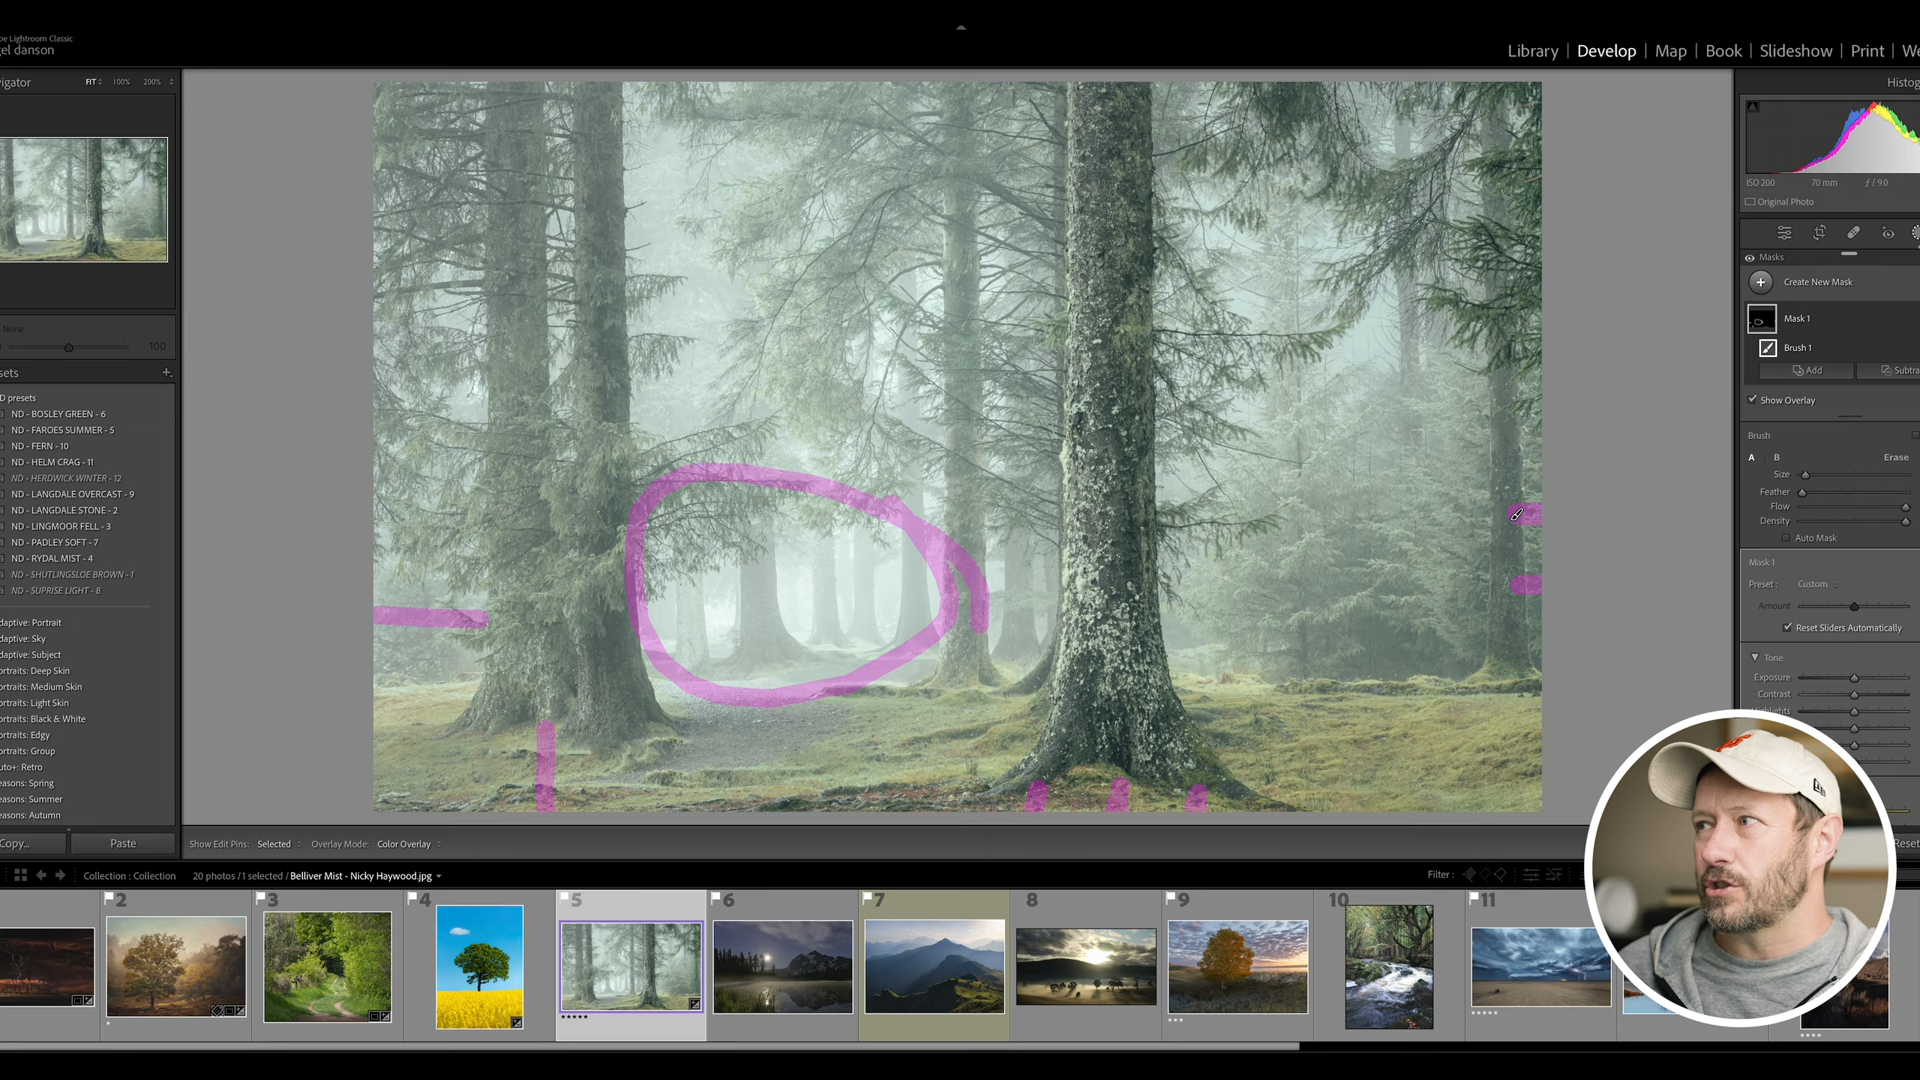 be Lightroom Classic
gel danson
Library | Develop | Map | Book | Slideshow | Print | We
vigator
FIT
100%
200%
None
100
sets
D presets
ND - BOSLEY GREEN - 6
ND - FAROES SUMMER - 5
ND - FERN - 10
ND - HELM CRAG - 11
ND - HERDWICK WINTER - 12
ND - LANGDALE OVERCAST - 9
ND - LANGDALE STONE - 2
ND - LINGMOOR FELL - 3
ND - PADLEY SOFT - 7
ND - RYDAL MIST - 4
ND - SHUTLINGSLOE BROWN - 1
ND - SUPRISE LIGHT - 8
daptive: Portrait
daptive: Sky
daptive: Subject
ortraits: Deep Skin
ortraits: Medium Skin
ortraits: Light Skin
ortraits: Black & White
ortraits: Edgy
ortraits: Group
uto+: Retro
easons: Spring
easons: Summer
easons: Autumn
Copy...
Paste
Histog
ISO 200
70 mm
ƒ / 9.0
Original Photo
Masks
Create New Mask
Mask 1
Brush 1
Add
Subtra
Show Overlay
Brush
A
B
Erase
Size
Feather
Flow
Density
Auto Mask
Mask 1
Preset :
Custom
Amount
Reset Sliders Automatically
Tone
Exposure
Contrast
Highlights
Reset
Show Edit Pins: Selected
Overlay Mode: Color Overlay
Collection : Collection
20 photos / 1 selected / Belliver Mist - Nicky Haywood.jpg
Filter :
2
3
4
5
6
7
8
9
10
11